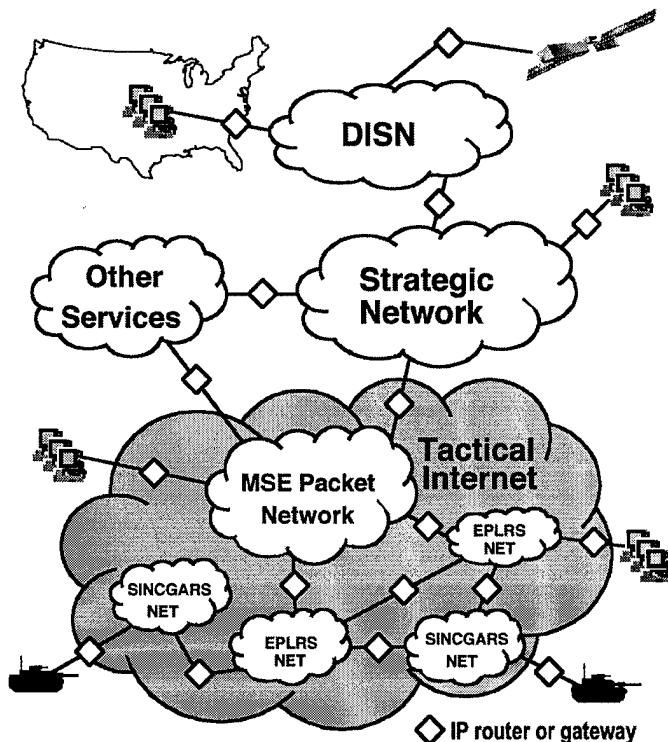 DISN
Other
Services
Strategic
Network
Tactical
Internet
MSE Packet
Network
EPLRS
NET
SINCGARS
NET
EPLRS
NET
SINCGARS
NET
IP router or gateway